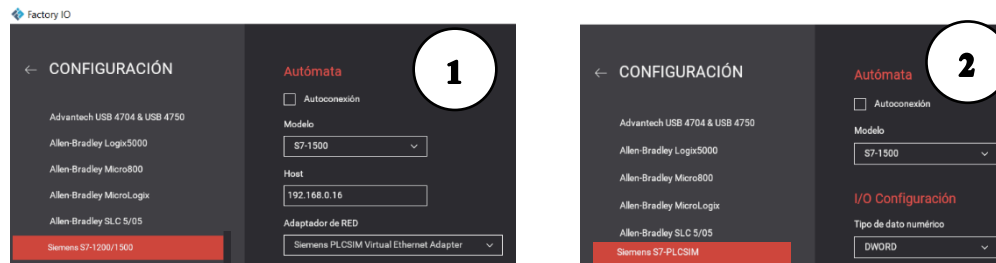 Factory IO
← CONFIGURACIÓN
Advantech USB 4704 & USB 4750
Allen-Bradley Logix5000
Allen-Bradley Micro800
Allen-Bradley MicroLogix
Allen-Bradley SLC 5/05
Siemens S7-1200/1500
Autómata
Autoconexión
Modelo
S7-1500
Host
192.168.0.16
Adaptador de RED
Siemens PLCSIM Virtual Ethernet Adapter
1
← CONFIGURACIÓN
Advantech USB 4704 & USB 4750
Allen-Bradley Logix5000
Allen-Bradley Micro800
Allen-Bradley MicroLogix
Allen-Bradley SLC 5/05
Siemens S7-PLCSIM
Autómata
Autoconexión
Modelo
S7-1500
I/O Configuración
Tipo de dato numérico
DWORD
2